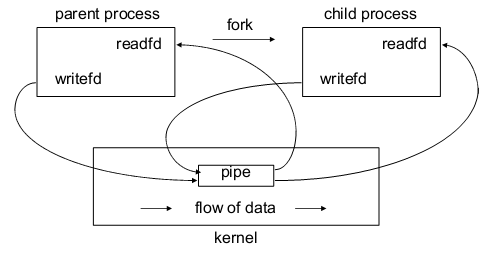 parent process
child process
fork
readfd
readfd
writefd
writefd
pipe
flow of data
kernel